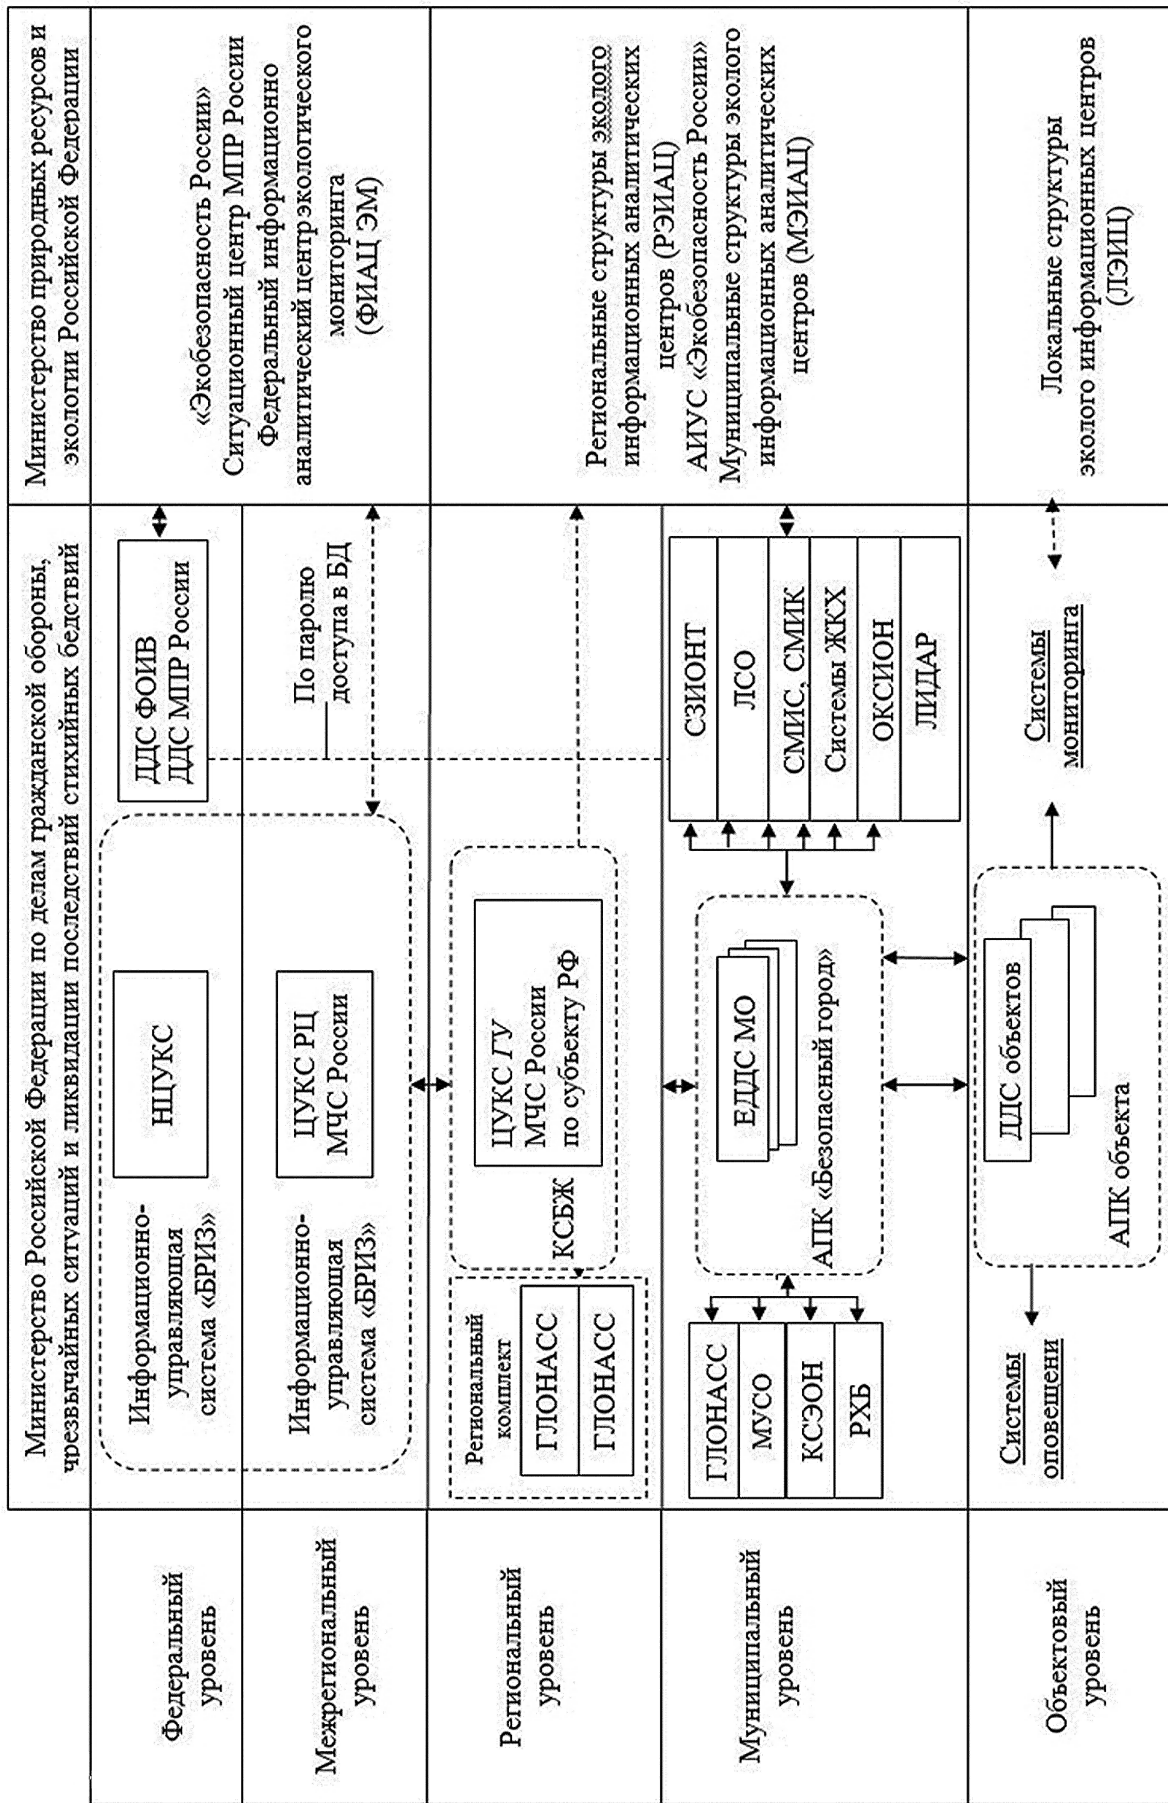 Министерство Российской Федерации по делам гражданской обороны,
чрезвычайных ситуаций и ликвидации последствий стихийных бедствий
Министерство природных ресурсов и
экологии Российской Федерации
Федеральный
уровень
Информационно-
управляющая
система «БРИЗ»
НЦУКС
ДДС ФОИВ
ДДС МПР России
«Экобезопасность России»
Ситуационный центр МПР России
Федеральный информационно
аналитический центр экологического
мониторинга
(ФИАЦ ЭМ)
Межрегиональный
уровень
Информационно-
управляющая
система «БРИЗ»
ЦУКС РЦ
МЧС России
По паролю
доступа в БД
Региональный
уровень
Региональный
комплект
ГЛОНАСС
ГЛОНАСС
КСБЖ
ЦУКС ГУ
МЧС России
по субъекту РФ
Региональные структуры эколого
информационных аналитических
центров (РЭИАЦ)
АИУС «Экобезопасность России»
Муниципальные структуры эколого
информационных аналитических
центров (МЭИАЦ)
Муниципальный
уровень
ГЛОНАСС
МУСО
КСЭОН
РХБ
ЕДДС МО
АПК «Безопасный город»
СЗИОНТ
ЛСО
СМИС, СМИК
Системы ЖКХ
ОКСИОН
ЛИДАР
Объектовый
уровень
Системы
оповещени
ДДС объектов
АПК объекта
Системы
мониторинга
Локальные структуры
эколого информационных центров
(ЛЭИЦ)